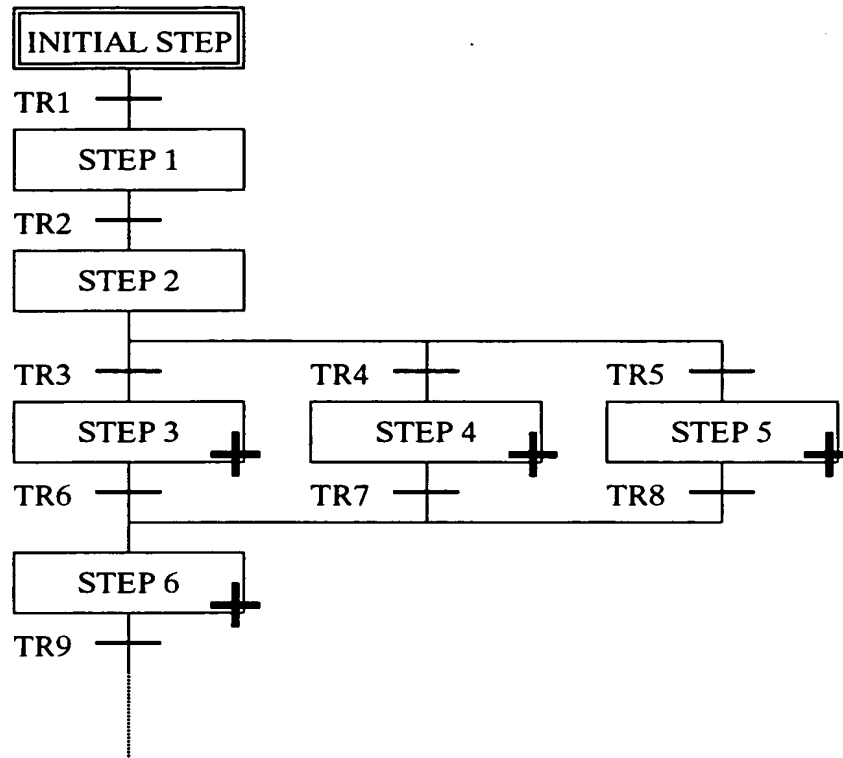 INITIAL STEP
TR1
STEP 1
TR2
STEP 2
TR3 TR4 TR5
STEP 3 STEP 4 STEP 5
TR6 TR7 TR8
STEP 6
TR9